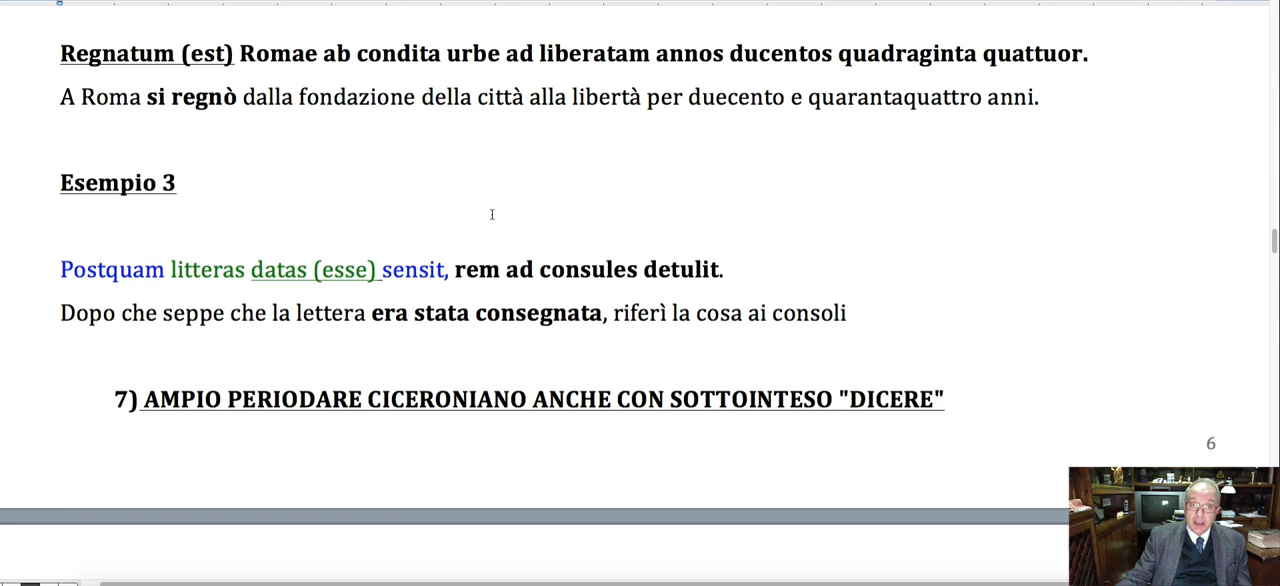 Regnatum (est) Romae ab condita urbe ad liberatam annos ducentos quadraginta quattuor.
A Roma si regnò dalla fondazione della città alla libertà per duecento e quarantaquattro anni.
Esempio 3
Postquam litteras datas (esse) sensit, rem ad consules detulit.
Dopo che seppe che la lettera era stata consegnata, riferì la cosa ai consoli
7) AMPIO PERIODARE CICERONIANO ANCHE CON SOTTOINTESO "DICERE"
6